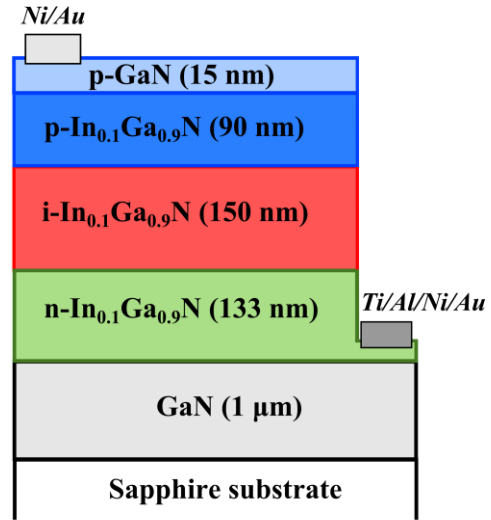 Ni/Au
p-GaN (15 nm)
p-In₀.₁Ga₀.₉N (90 nm)
i-In₀.₁Ga₀.₉N (150 nm)
n-In₀.₁Ga₀.₉N (133 nm)
Ti/Al/Ni/Au
GaN (1 μm)
Sapphire substrate